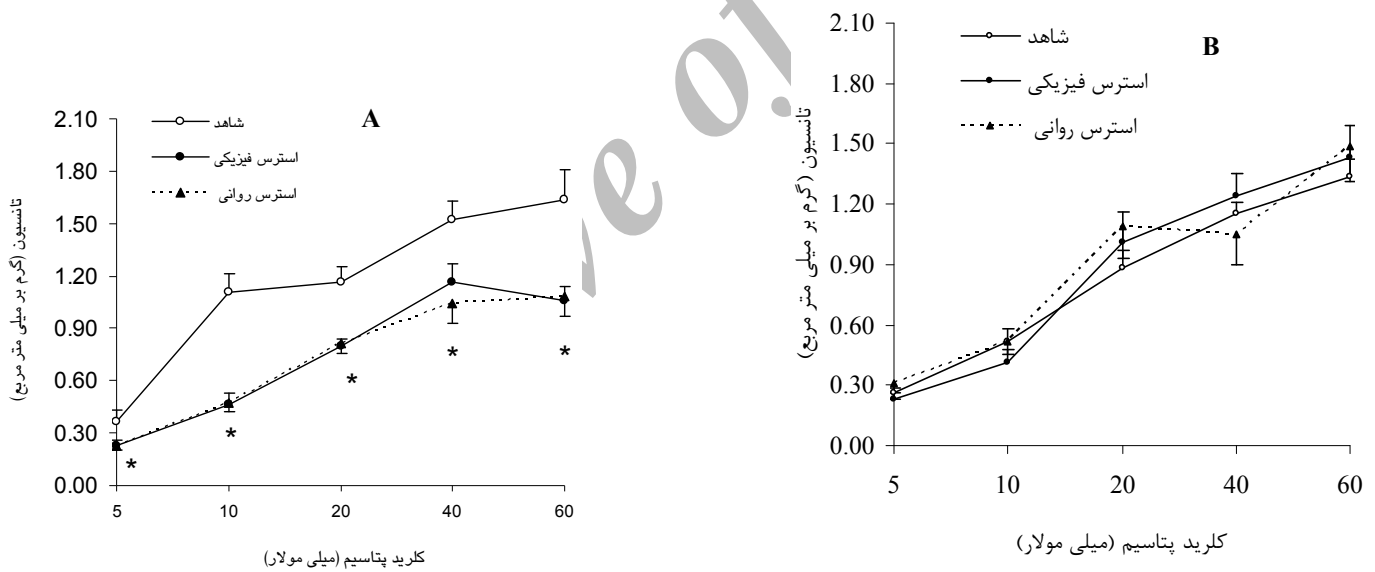 A
شاهد
استرس فیزیکی
استرس روانی
تانسیون (گرم بر میلی متر مربع)
2.10
1.80
1.50
1.20
0.90
0.60
0.30
0.00
*
*
*
*
*
5 10 20 40 60
کلرید پتاسیم (میلی مولار)
ve of
B
شاهد
استرس فیزیکی
استرس روانی
تانسیون (گرم بر میلی متر مربع)
2.10
1.80
1.50
1.20
0.90
0.60
0.30
0.00
5 10 20 40 60
کلرید پتاسیم (میلی مولار)